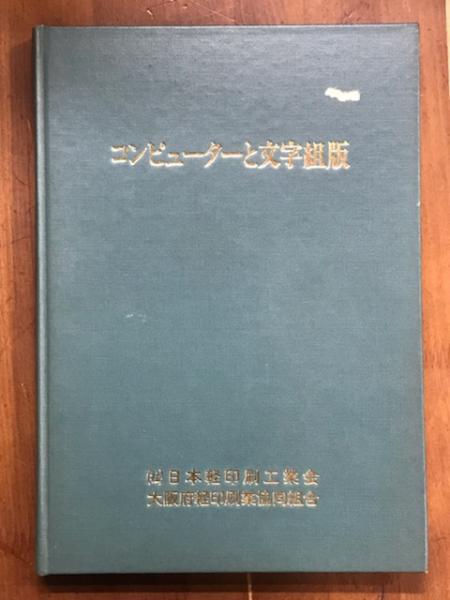 コンピューターと文字組版
㈳日本軽印刷工業会
大阪府軽印刷業協同組合